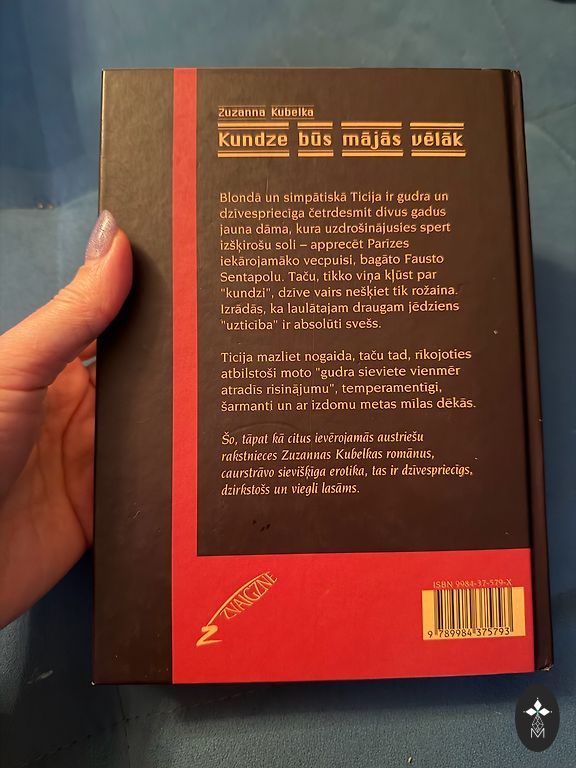 Zuzanna Kubelka
Kundze būs mājās vēlāk
Blondā un simpātiskā Ticija ir gudra un
dzīvespriecīga četrdesmit divus gadus
jauna dāma, kura uzdrošinājusies spert
izšķirošu soli – apprecēt Parīzes
iekārojamāko vecpuisi, bagāto Fausto
Sentapolu. Taču, tikko viņa kļūst par
"kundzi", dzīve vairs nešķiet tik rožaina.
Izrādās, ka laulātajam draugam jēdziens
"uzticība" ir absolūti svešs.
Ticija mazliet nogaida, taču tad, rīkojoties
atbilstoši moto "gudra sieviete vienmēr
atradīs risinājumu", temperamentīgi,
šarmanti un ar izdomu metas mīlas dēkās.
Šo, tāpat kā citus ievērojamās austriešu
rakstnieces Zuzannas Kubelkas romānus,
caurstrāvo sievišķīga erotika, tas ir dzīvespriecīgs,
dzirkstošs un viegli lasāms.
ISBN 9984-37-579-X
Z ZVAIGZNE
9 789984 375793
M